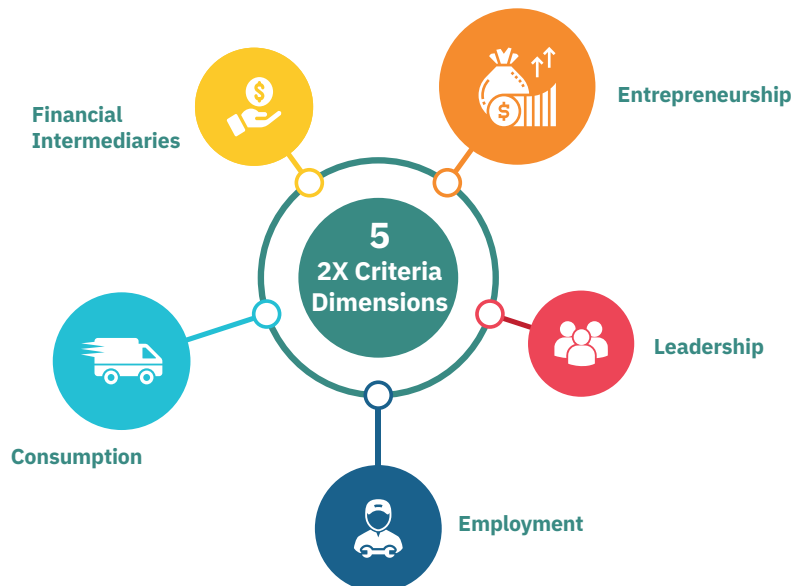 Financial
Intermediaries
Entrepreneurship
5
2X Criteria
Dimensions
Leadership
Consumption
Employment
$
$